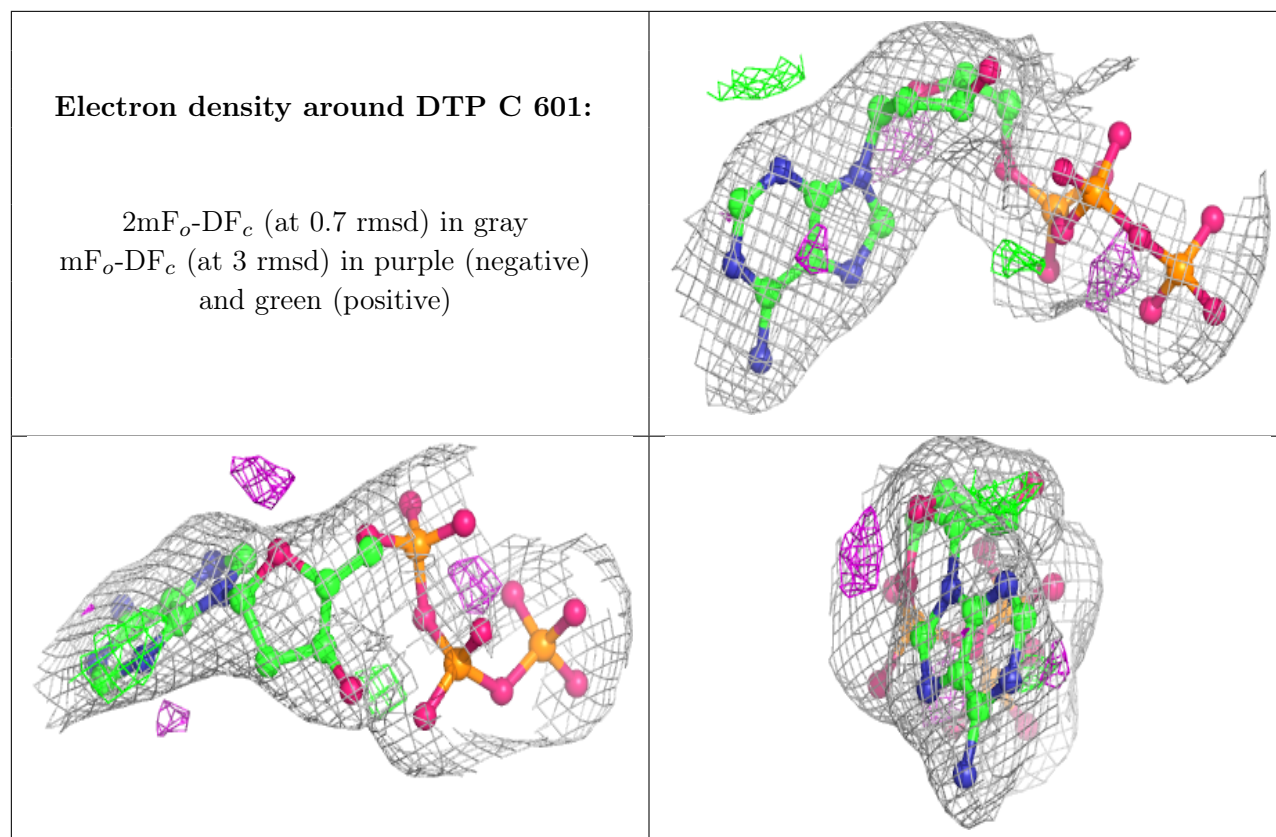 Electron density around DTP C 601:
2mFo-DFc (at 0.7 rmsd) in gray
mFo-DFc (at 3 rmsd) in purple (negative)
and green (positive)